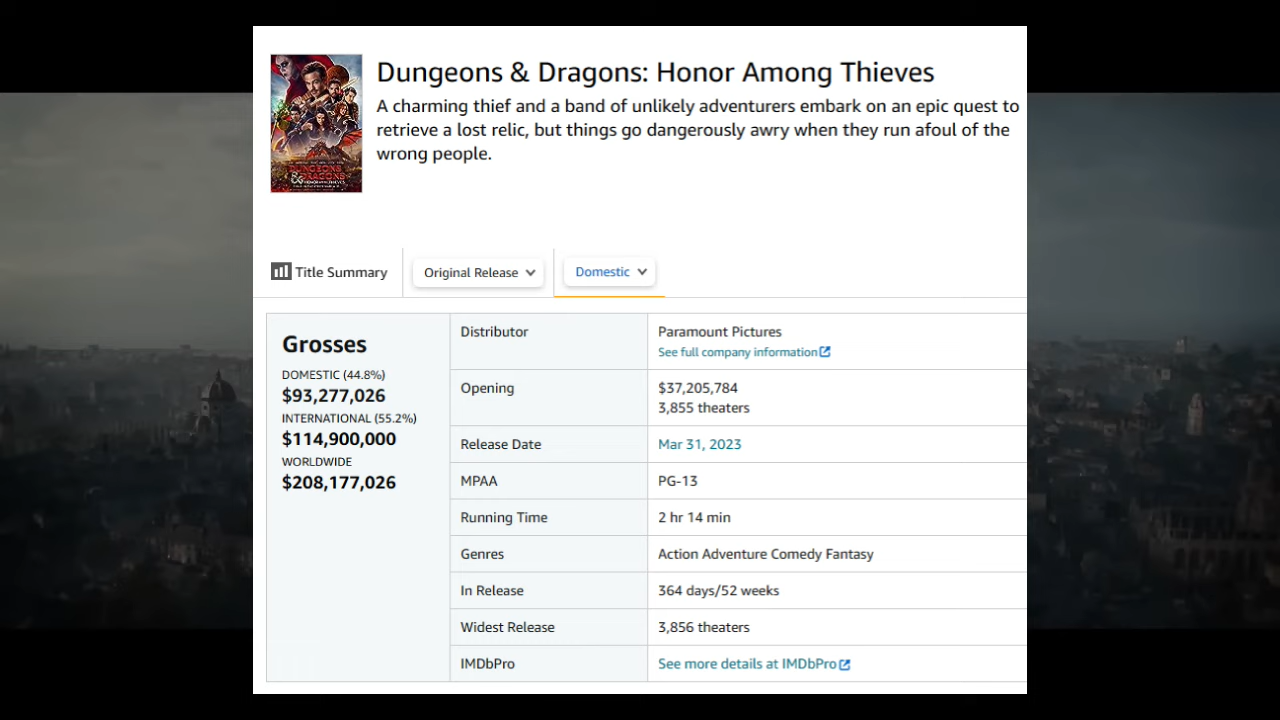 Dungeons & Dragons: Honor Among Thieves
A charming thief and a band of unlikely adventurers embark on an epic quest to
retrieve a lost relic, but things go dangerously awry when they run afoul of the
wrong people.
DUNGEONS
& DRAGONS
HONOR AMONG THIEVES
Title Summary
Original Release
Domestic
Grosses
DOMESTIC (44.8%)
$93,277,026
INTERNATIONAL (55.2%)
$114,900,000
WORLDWIDE
$208,177,026
Distributor
Paramount Pictures
See full company information
Opening
$37,205,784
3,855 theaters
Release Date
Mar 31, 2023
MPAA
PG-13
Running Time
2 hr 14 min
Genres
Action Adventure Comedy Fantasy
In Release
364 days/52 weeks
Widest Release
3,856 theaters
IMDbPro
See more details at IMDbPro